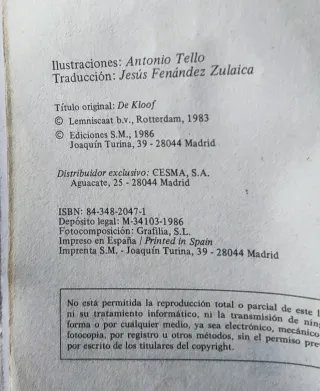 Ilustraciones: Antonio Tello
Traducción: Jesús Fenández Zulaica
Título original: De Kloof
© Lemniscaat b.v., Rotterdam, 1983
© Ediciones S.M., 1986
Joaquín Turina, 39 - 28044 Madrid
Distribuidor exclusivo: CESMA, S.A.
Aguacate, 25 - 28044 Madrid
ISBN: 84-348-2047-1
Depósito legal: M-34103-1986
Fotocomposición: Grafilia, S.L.
Impreso en España / Printed in Spain
Imprenta S.M. - Joaquín Turina, 39 - 28044 Madrid
No está permitida la reproducción total o parcial de este l
ni su tratamiento informático, ni la transmisión de nin
forma o por cualquier medio, ya sea electrónico, mecánico
fotocopia, por registro u otros métodos, sin el permiso pre
por escrito de los titulares del copyright.